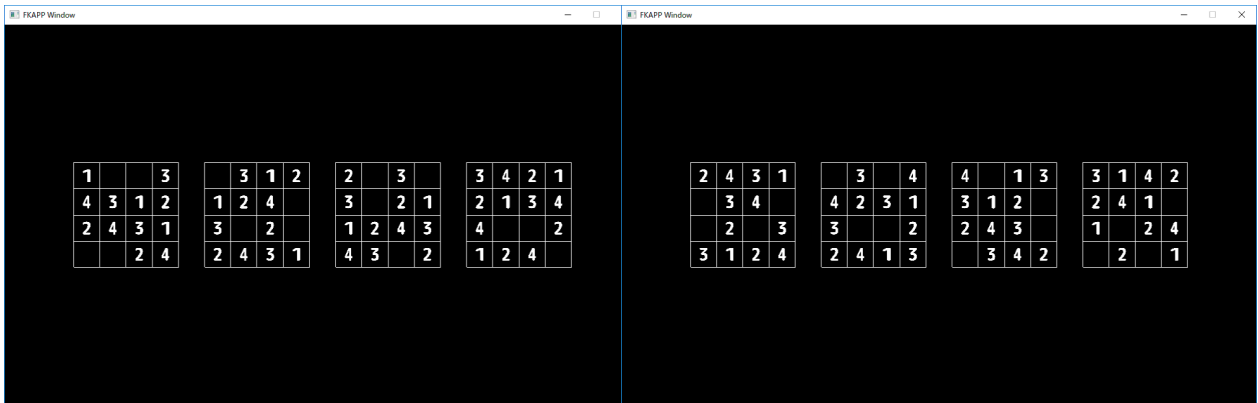 FKAPP Window
1 3 3 1 2 2 3 3 4 2 1
4 3 1 2 1 2 4 3 2 1 2 1 3 4
2 4 3 1 3 2 1 2 4 3 4 2
2 4 2 4 3 1 4 3 2 1 2 4
FKAPP Window
2 4 3 1 3 4 4 1 3 3 1 4 2
3 4 4 2 3 1 3 1 2 2 4 1
2 3 3 2 2 4 3 1 2 4
3 1 2 4 2 4 1 3 3 4 2 2 1